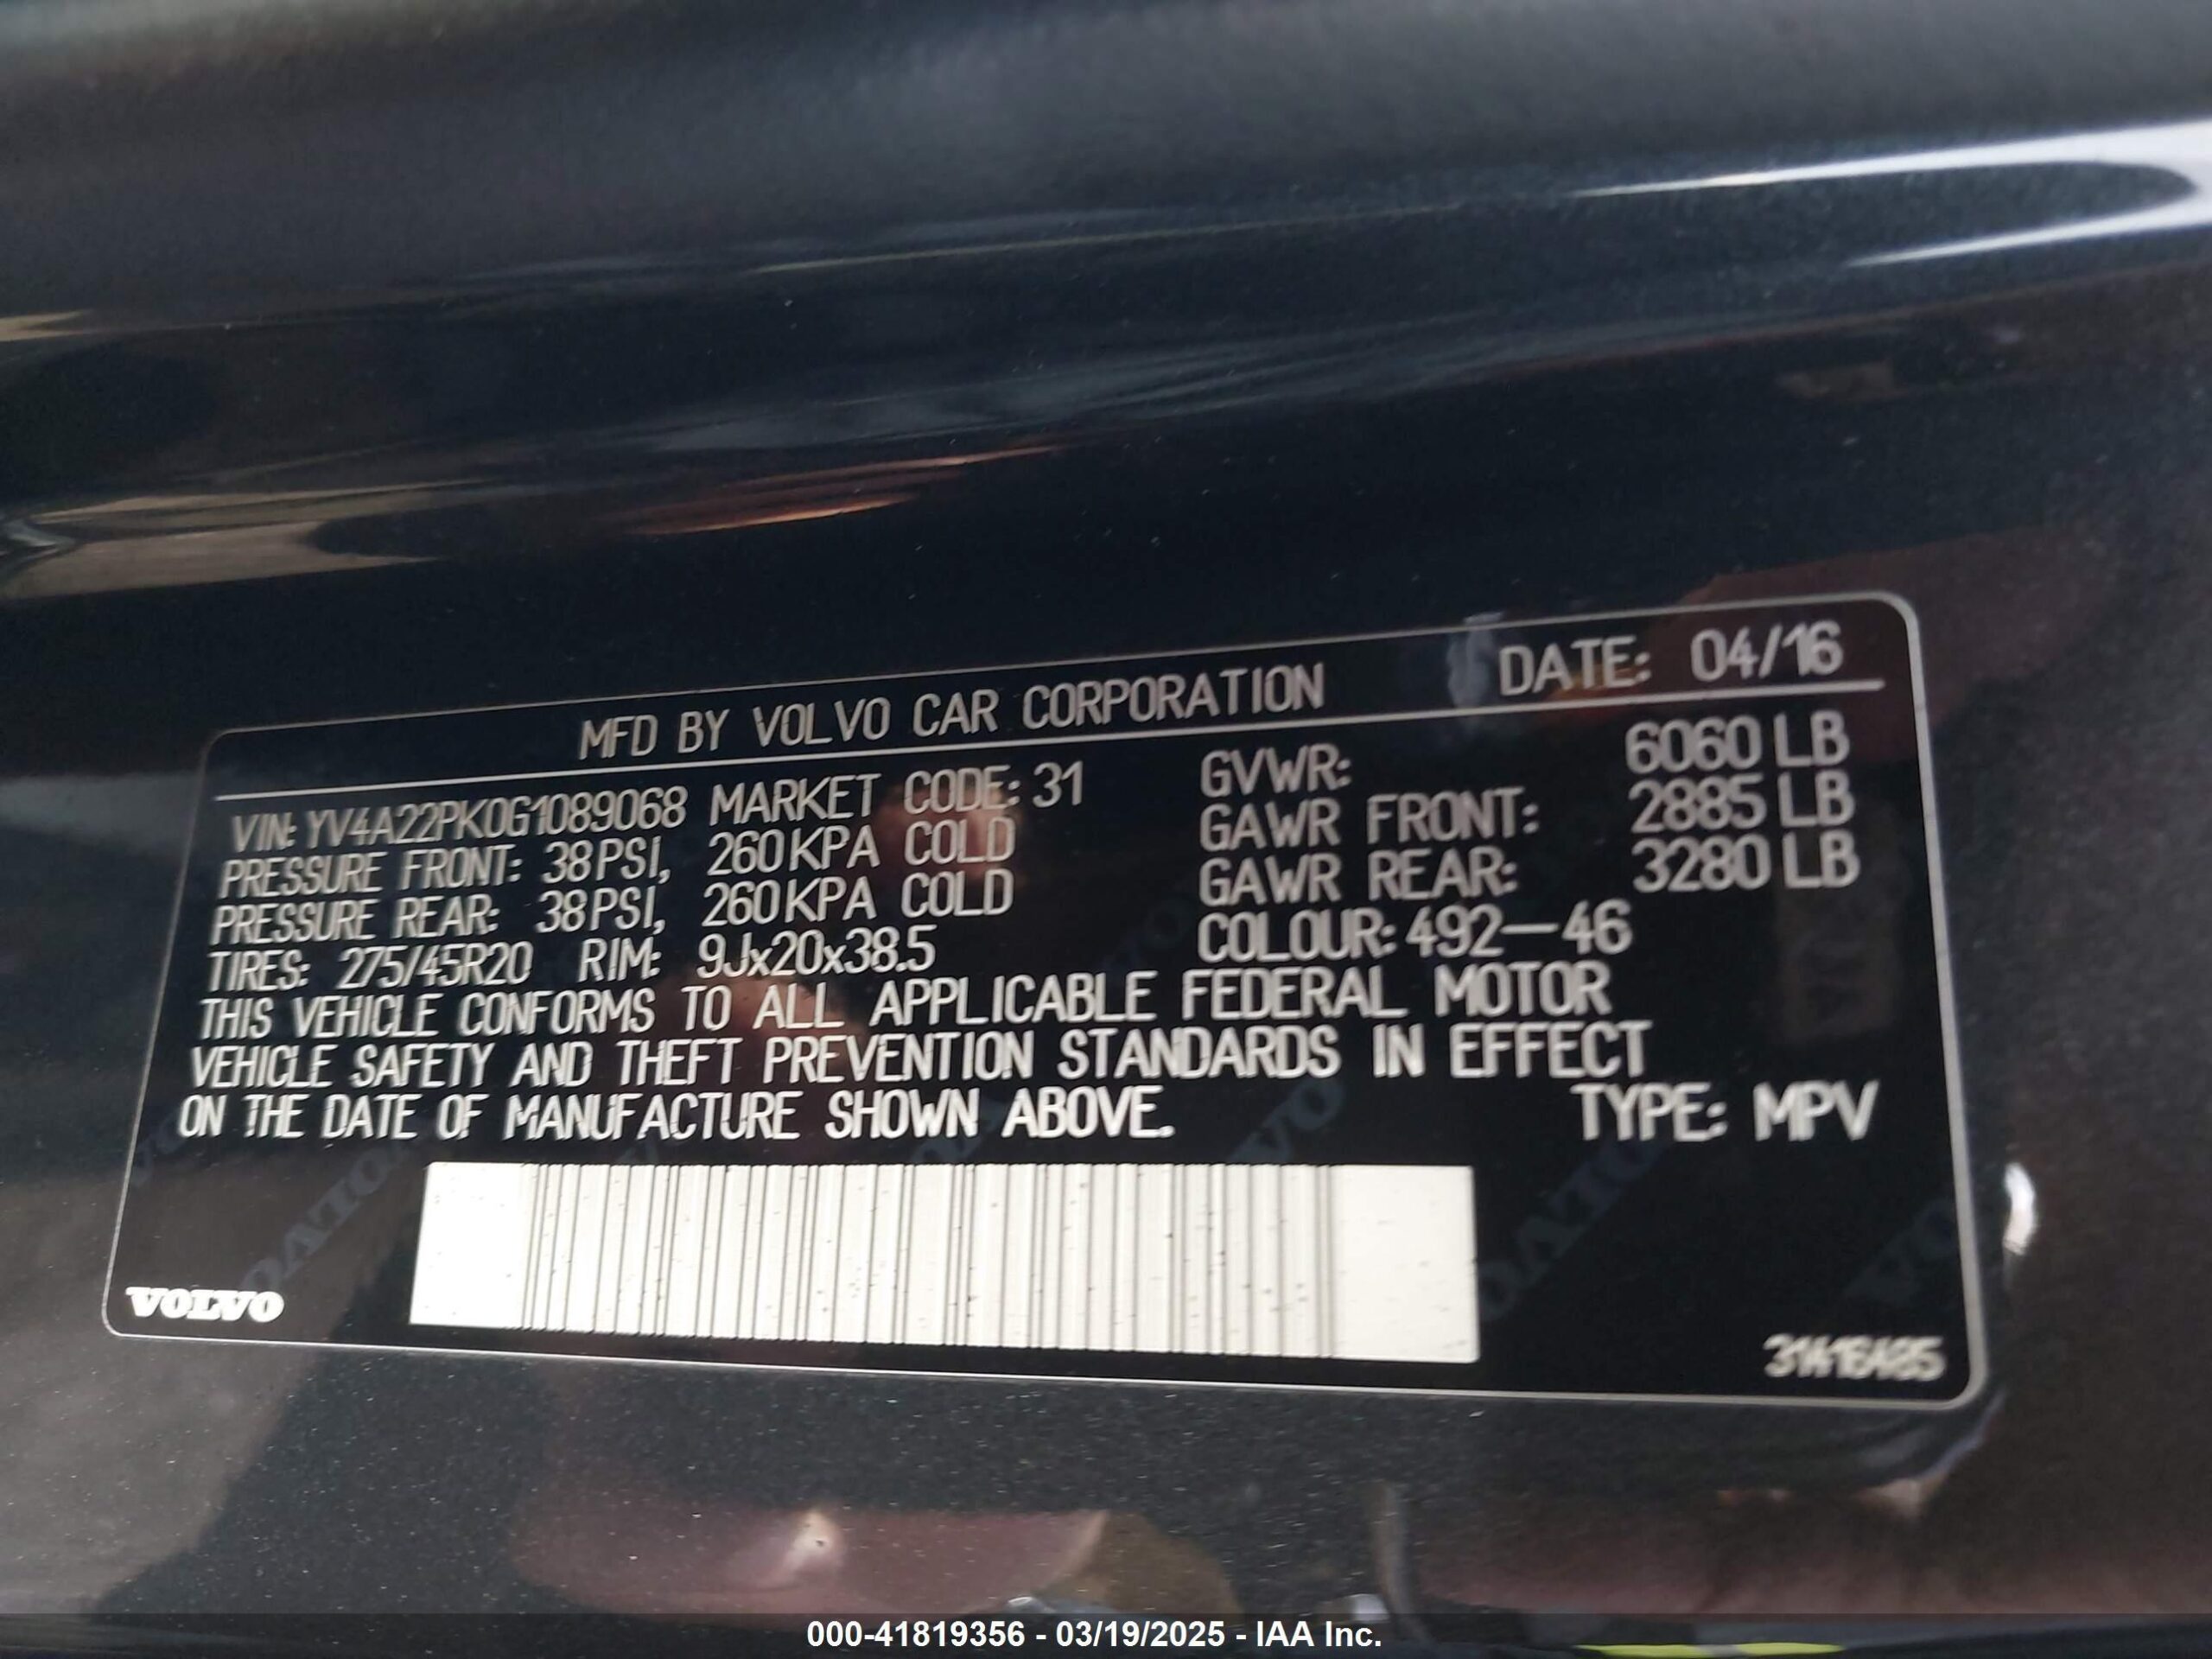 MFD BY VOLVO CAR CORPORATION DATE: 04/16
VIN: YV4A22PK0G1089068 MARKET CODE: 31 GVWR: 6060 LB
PRESSURE FRONT: 38 PSI, 260 KPA COLD GAWR FRONT: 2885 LB
PRESSURE REAR: 38 PSI, 260 KPA COLD GAWR REAR: 3280 LB
TIRES: 275/45R20 RIM: 9Jx20x38.5 COLOUR: 492-46
THIS VEHICLE CONFORMS TO ALL APPLICABLE FEDERAL MOTOR
VEHICLE SAFETY AND THEFT PREVENTION STANDARDS IN EFFECT
ON THE DATE OF MANUFACTURE SHOWN ABOVE. TYPE: MPV
VOLVO
000-41819356 - 03/19/2025 - IAA Inc.